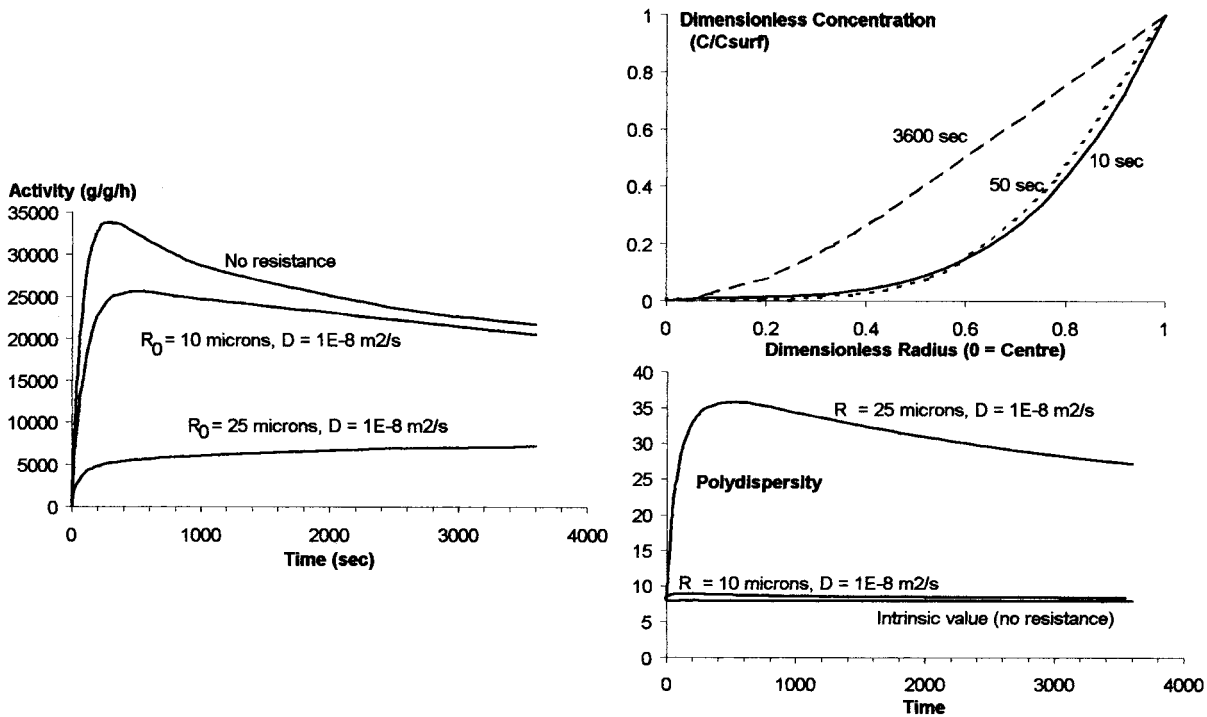 Activity (g/g/h)
35000
30000
25000
20000
15000
10000
5000
0
No resistance
R0 = 10 microns, D = 1E-8 m2/s
R0 = 25 microns, D = 1E-8 m2/s
0 1000 2000 3000 4000
Time (sec)
Dimensionless Concentration
(C/Csurf)
1
0.8
0.6
0.4
0.2
0
3600 sec
50 sec
10 sec
0 0.2 0.4 0.6 0.8 1
Dimensionless Radius (0 = Centre)
40
35
30
25
20
15
10
5
0
R = 25 microns, D = 1E-8 m2/s
Polydispersity
R = 10 microns, D = 1E-8 m2/s
Intrinsic value (no resistance)
0 1000 2000 3000 4000
Time